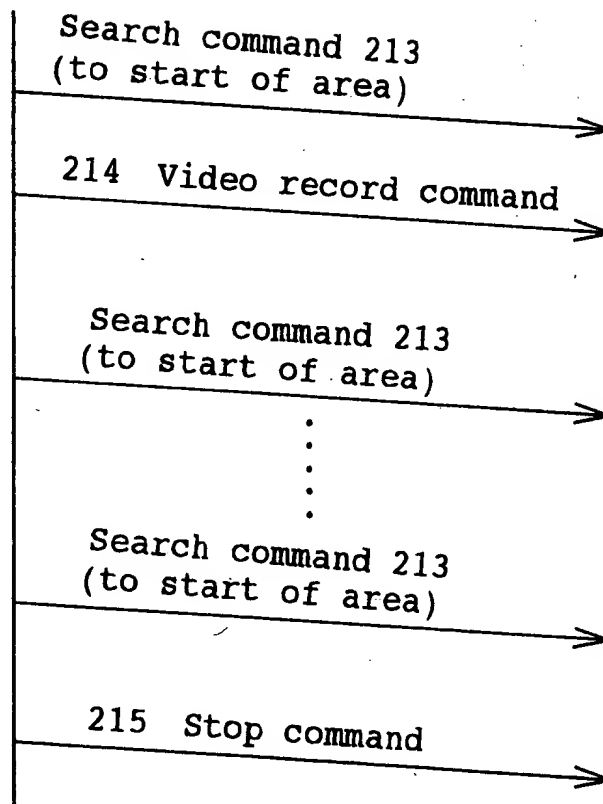 Search command 213
(to start of area)
214 Video record command
Search command 213
(to start of area)
Search command 213
(to start of area)
215 Stop command